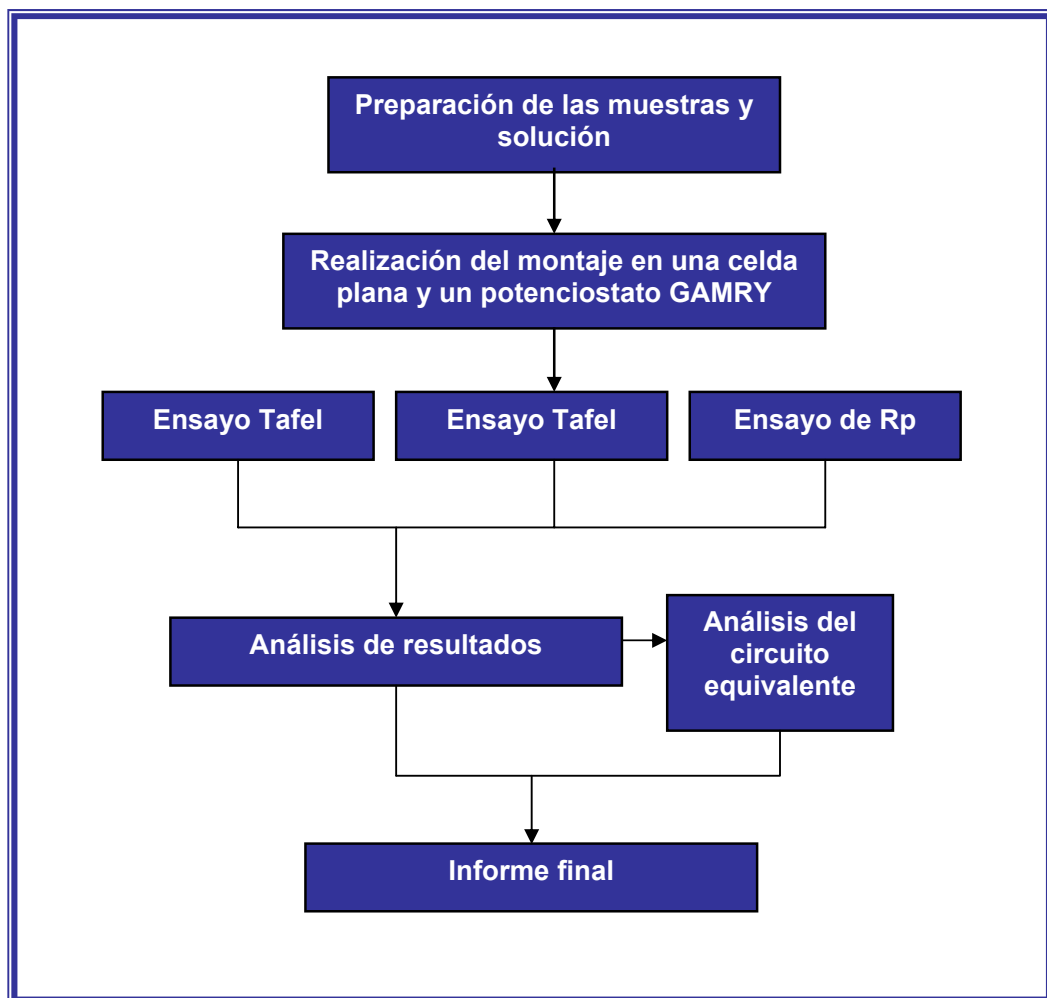 Preparación de las muestras y
solución
Realización del montaje en una celda
plana y un potenciostato GAMRY
Ensayo Tafel
Ensayo Tafel
Ensayo de Rp
Análisis de resultados
Análisis del
circuito
equivalente
Informe final